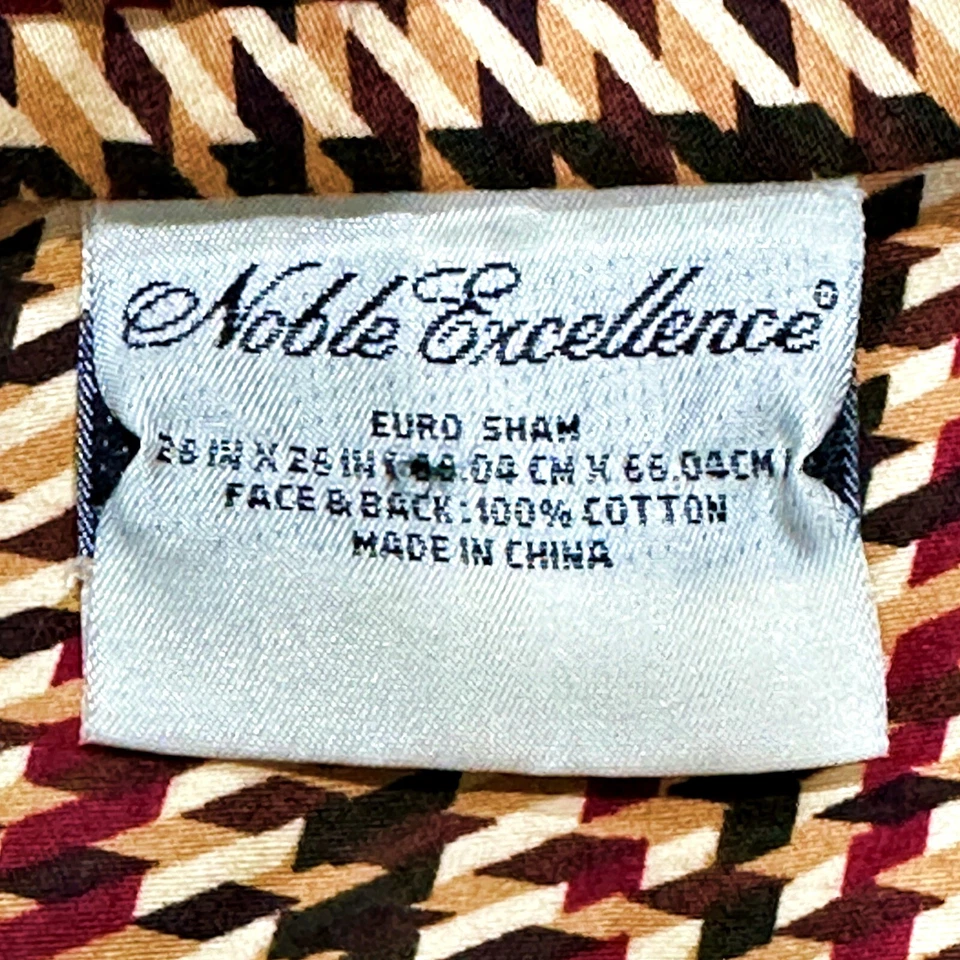 Noble Excellence®
EURO SHAM
26 IN X 26 IN (66.04 CM X 66.04CM)
FACE & BACK: 100% COTTON
MADE IN CHINA